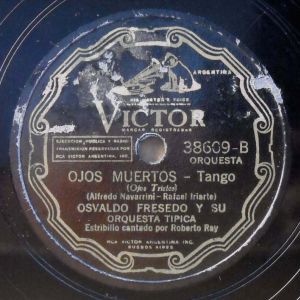 "HIS MASTER'S VOICE"
ARGENTINA
VICTOR
MARCAS REGISTRADAS
EJECUCION PUBLICA Y RADIO-
TRANSMISION RESERVADAS POR
RCA VICTOR ARGENTINA, INC.
38609-B
ORQUESTA
OJOS MUERTOS - Tango
(Ojos Tristes)
(Alfredo Navarrini - Rafael Iriarte)
OSVALDO FRESEDO Y SU
ORQUESTA TIPICA
Estribillo cantado por Roberto Ray
RCA VICTOR ARGENTINA INC
BUENOS AIRES